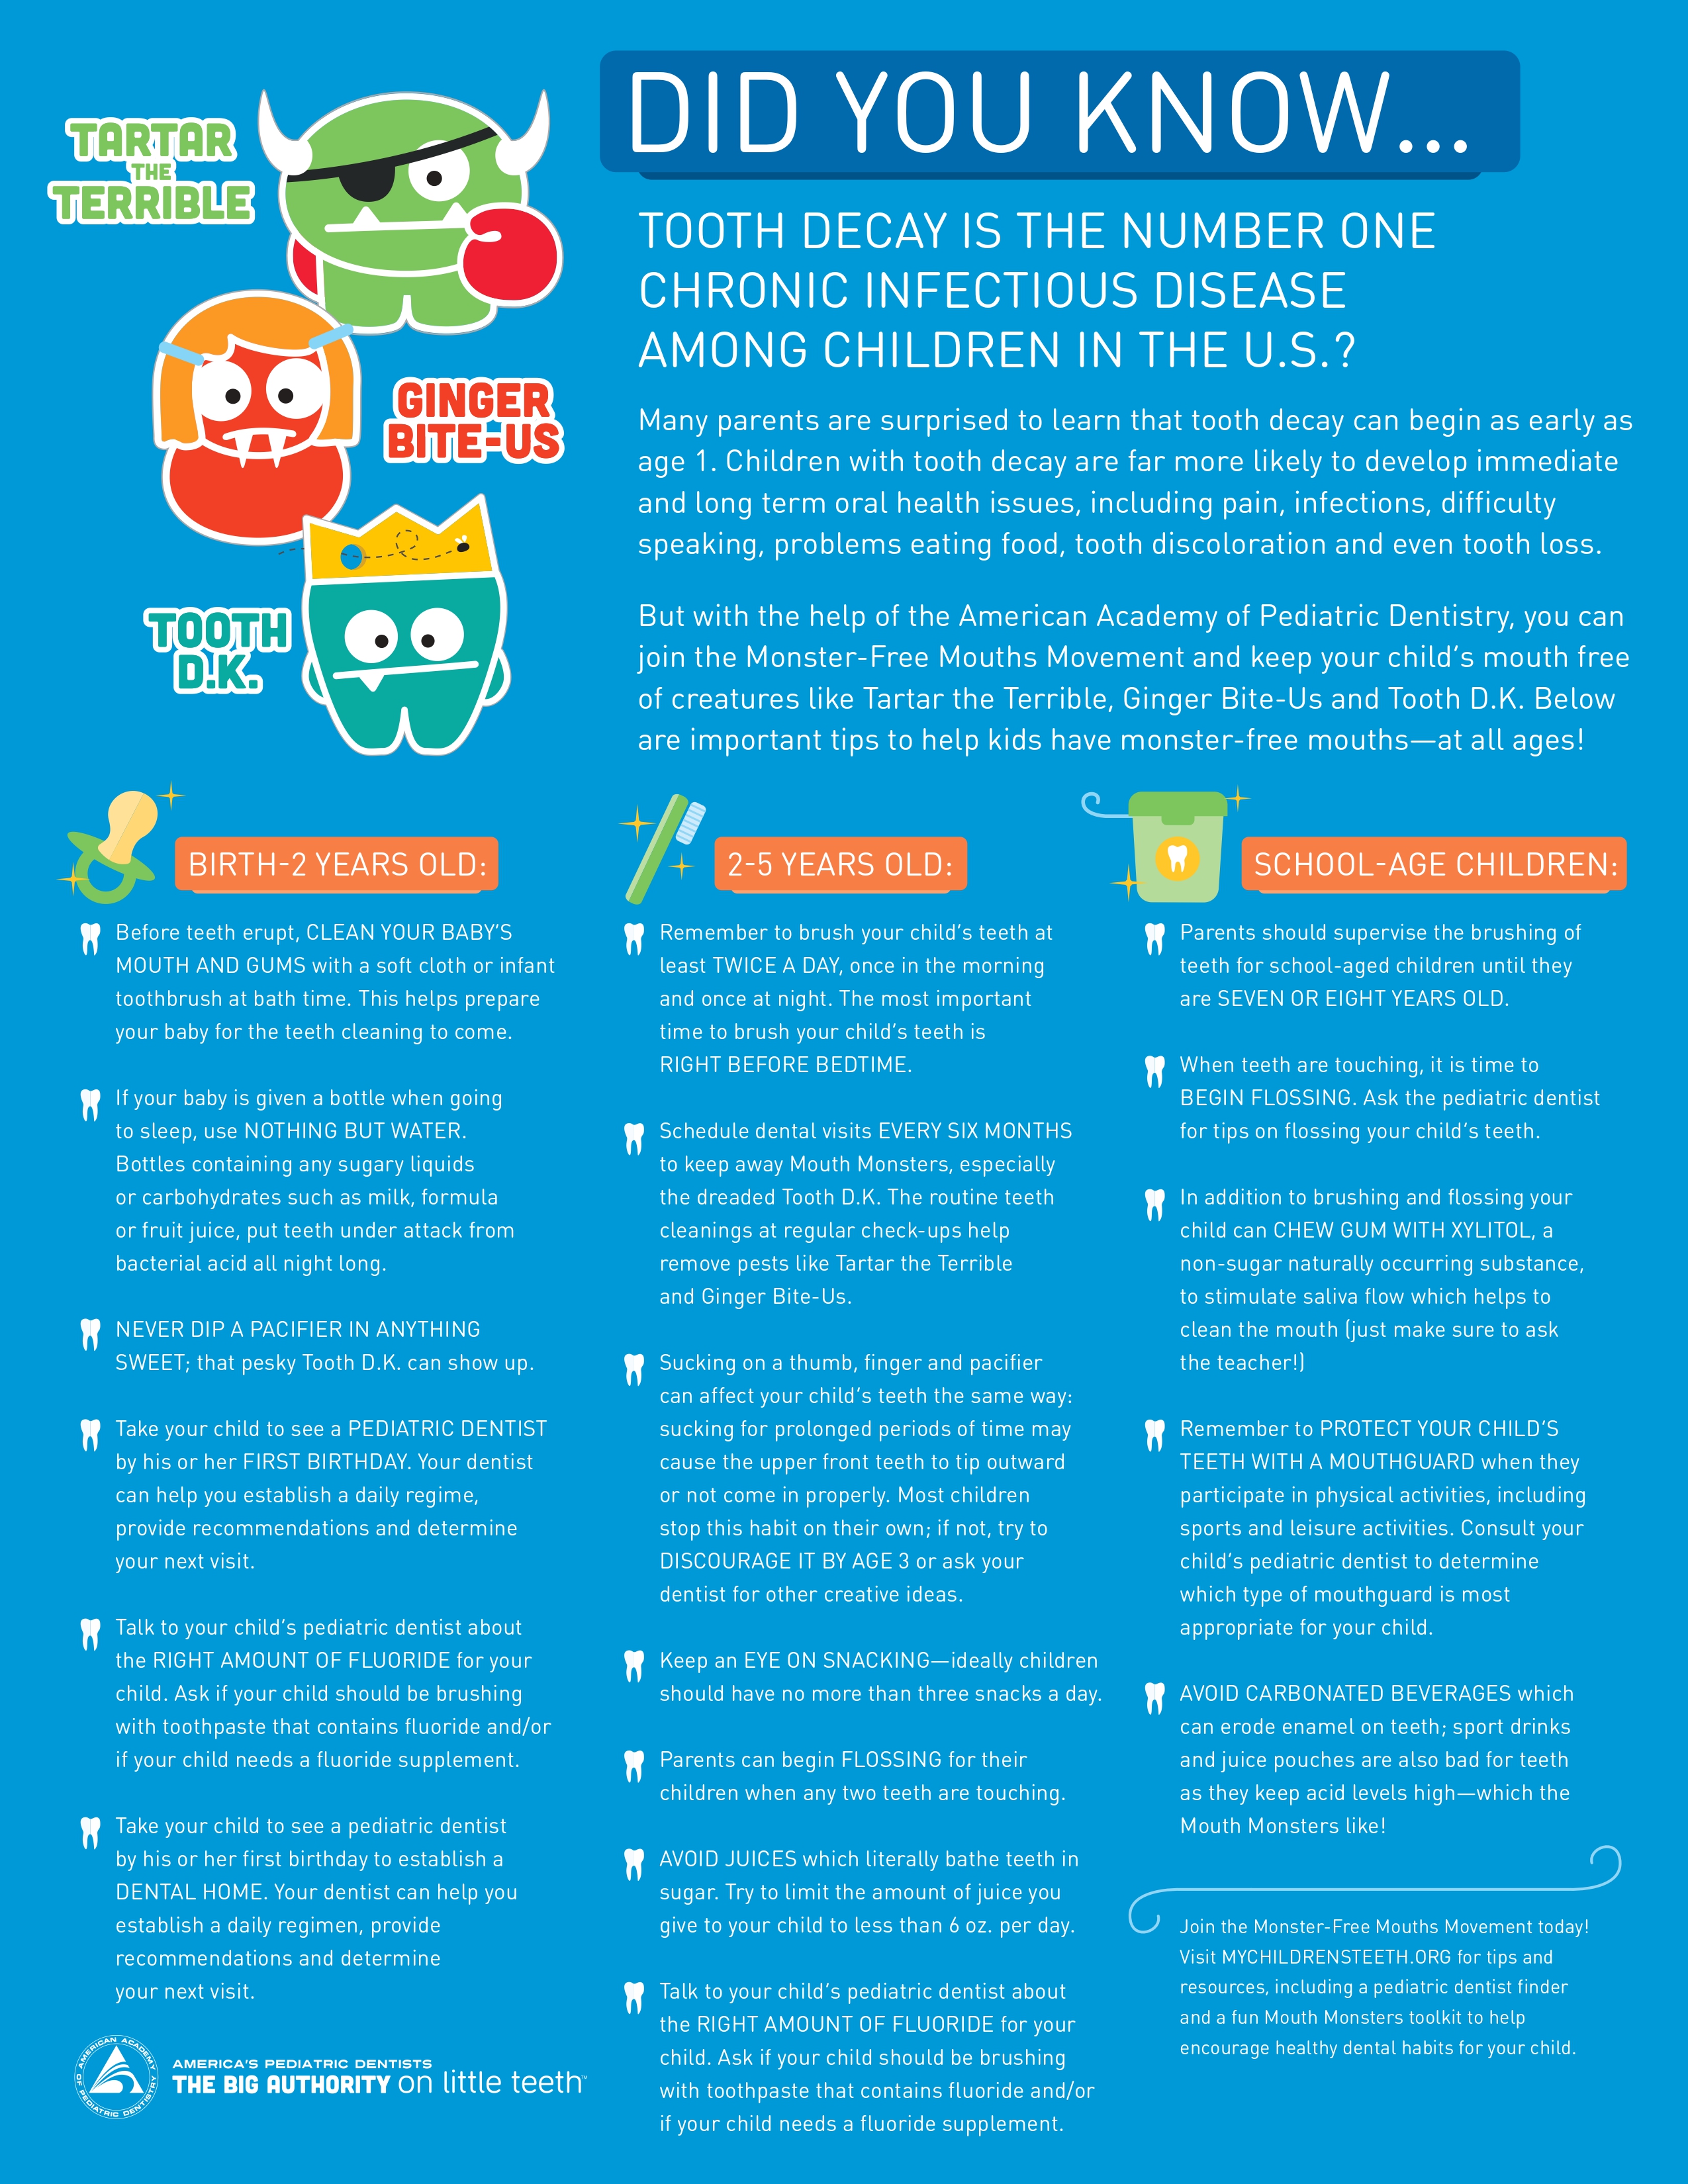 TARTAR
THE
TERRIBLE
GINGER
BITE-US
TOOTH
D.K.
DID YOU KNOW...
TOOTH DECAY IS THE NUMBER ONE
CHRONIC INFECTIOUS DISEASE
AMONG CHILDREN IN THE U.S.?
Many parents are surprised to learn that tooth decay can begin as early as
age 1. Children with tooth decay are far more likely to develop immediate
and long term oral health issues, including pain, infections, difficulty
speaking, problems eating food, tooth discoloration and even tooth loss.
But with the help of the American Academy of Pediatric Dentistry, you can
join the Monster-Free Mouths Movement and keep your child's mouth free
of creatures like Tartar the Terrible, Ginger Bite-Us and Tooth D.K. Below
are important tips to help kids have monster-free mouths—at all ages!
BIRTH-2 YEARS OLD:
Before teeth erupt, CLEAN YOUR BABY'S
MOUTH AND GUMS with a soft cloth or infant
toothbrush at bath time. This helps prepare
your baby for the teeth cleaning to come.
If your baby is given a bottle when going
to sleep, use NOTHING BUT WATER.
Bottles containing any sugary liquids
or carbohydrates such as milk, formula
or fruit juice, put teeth under attack from
bacterial acid all night long.
NEVER DIP A PACIFIER IN ANYTHING
SWEET; that pesky Tooth D.K. can show up.
Take your child to see a PEDIATRIC DENTIST
by his or her FIRST BIRTHDAY. Your dentist
can help you establish a daily regime,
provide recommendations and determine
your next visit.
Talk to your child's pediatric dentist about
the RIGHT AMOUNT OF FLUORIDE for your
child. Ask if your child should be brushing
with toothpaste that contains fluoride and/or
if your child needs a fluoride supplement.
Take your child to see a pediatric dentist
by his or her first birthday to establish a
DENTAL HOME. Your dentist can help you
establish a daily regimen, provide
recommendations and determine
your next visit.
2-5 YEARS OLD:
Remember to brush your child's teeth at
least TWICE A DAY, once in the morning
and once at night. The most important
time to brush your child's teeth is
RIGHT BEFORE BEDTIME.
Schedule dental visits EVERY SIX MONTHS
to keep away Mouth Monsters, especially
the dreaded Tooth D.K. The routine teeth
cleanings at regular check-ups help
remove pests like Tartar the Terrible
and Ginger Bite-Us.
Sucking on a thumb, finger and pacifier
can affect your child's teeth the same way:
sucking for prolonged periods of time may
cause the upper front teeth to tip outward
or not come in properly. Most children
stop this habit on their own; if not, try to
DISCOURAGE IT BY AGE 3 or ask your
dentist for other creative ideas.
Keep an EYE ON SNACKING—ideally children
should have no more than three snacks a day.
Parents can begin FLOSSING for their
children when any two teeth are touching.
AVOID JUICES which literally bathe teeth in
sugar. Try to limit the amount of juice you
give to your child to less than 6 oz. per day.
Talk to your child's pediatric dentist about
the RIGHT AMOUNT OF FLUORIDE for your
child. Ask if your child should be brushing
with toothpaste that contains fluoride and/or
if your child needs a fluoride supplement.
SCHOOL-AGE CHILDREN:
Parents should supervise the brushing of
teeth for school-aged children until they
are SEVEN OR EIGHT YEARS OLD.
When teeth are touching, it is time to
BEGIN FLOSSING. Ask the pediatric dentist
for tips on flossing your child's teeth.
In addition to brushing and flossing your
child can CHEW GUM WITH XYLITOL, a
non-sugar naturally occurring substance,
to stimulate saliva flow which helps to
clean the mouth (just make sure to ask
the teacher!)
Remember to PROTECT YOUR CHILD'S
TEETH WITH A MOUTHGUARD when they
participate in physical activities, including
sports and leisure activities. Consult your
child's pediatric dentist to determine
which type of mouthguard is most
appropriate for your child.
AVOID CARBONATED BEVERAGES which
can erode enamel on teeth; sport drinks
and juice pouches are also bad for teeth
as they keep acid levels high—which the
Mouth Monsters like!
Join the Monster-Free Mouths Movement today!
Visit MYCHILDRENSTEETH.ORG for tips and
resources, including a pediatric dentist finder
and a fun Mouth Monsters toolkit to help
encourage healthy dental habits for your child.
AMERICAN ACADEMY OF PEDIATRIC DENTISTRY
AMERICA'S PEDIATRIC DENTISTS
THE BIG AUTHORITY on little teeth™